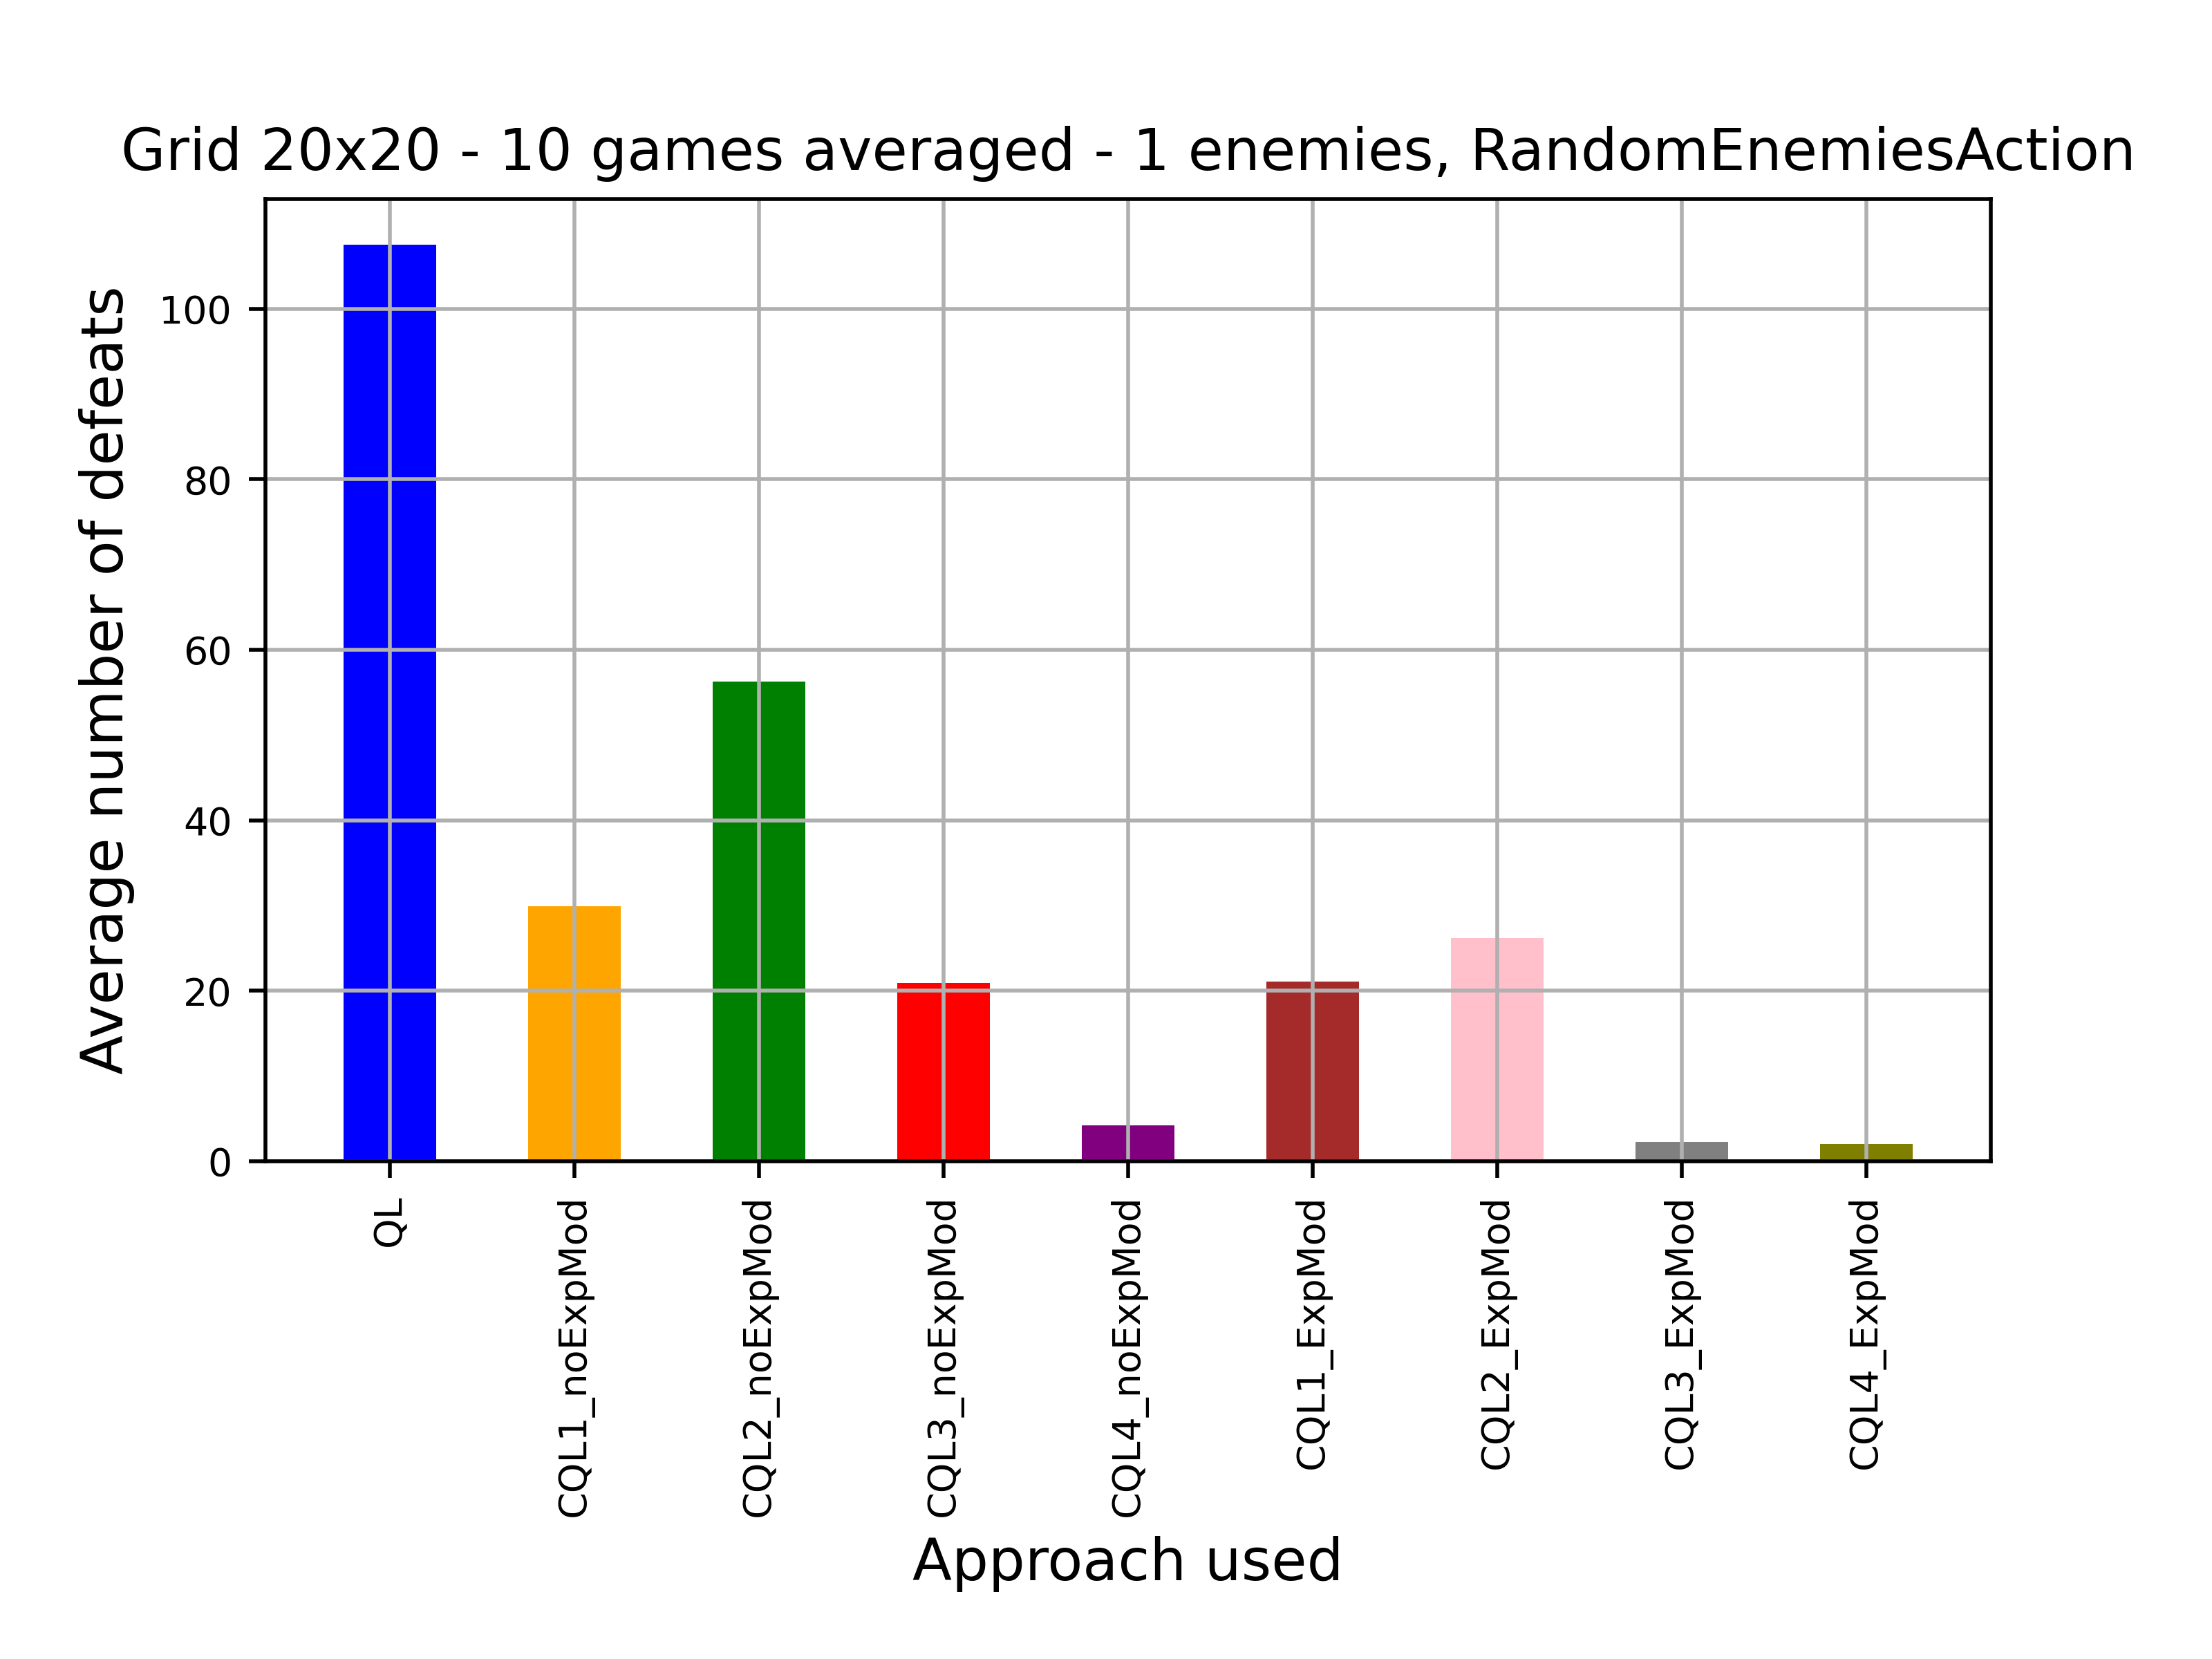 Grid 20x20 - 10 games averaged - 1 enemies, RandomEnemiesAction
Average number of defeats
100
80
60
40
20
0
QL
CQL1_noExpMod
CQL2_noExpMod
CQL3_noExpMod
CQL4_noExpMod
CQL1_ExpMod
CQL2_ExpMod
CQL3_ExpMod
CQL4_ExpMod
Approach used